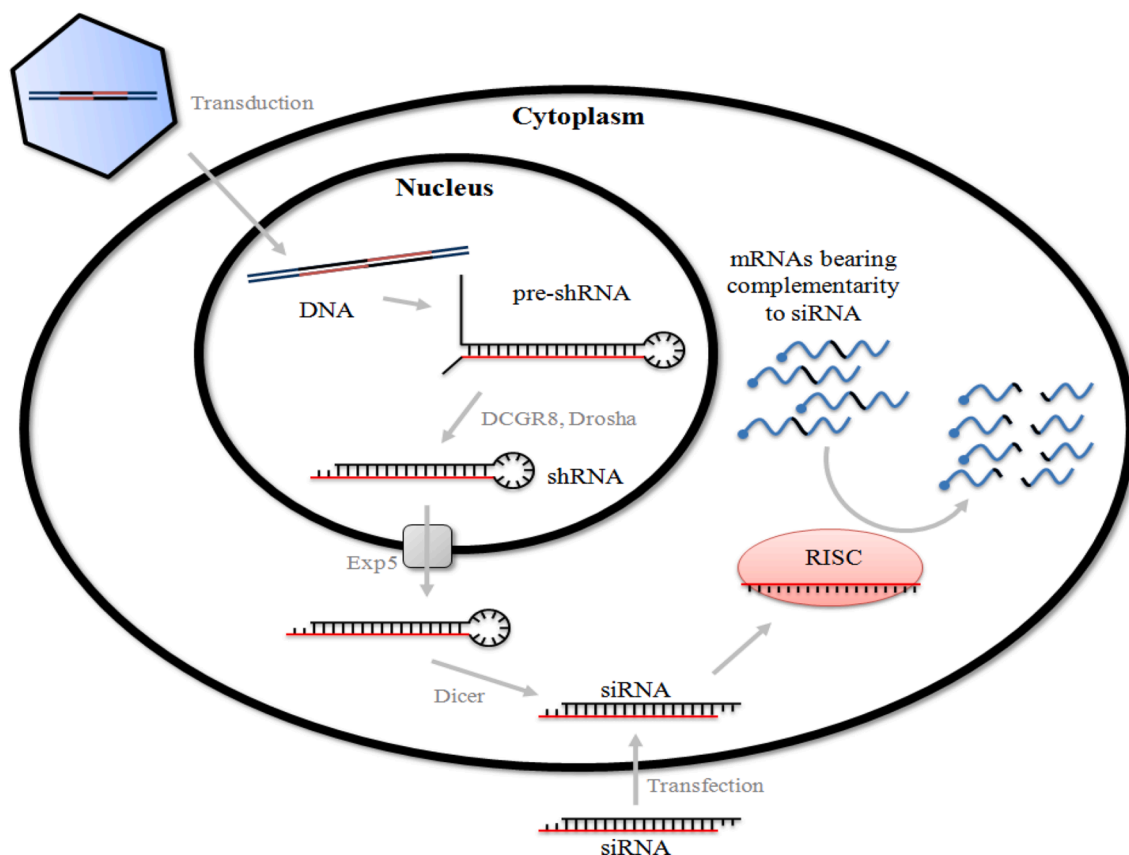 Transduction
Cytoplasm
Nucleus
DNA
pre-shRNA
mRNAs bearing
complementarity
to siRNA
DCGR8, Drosha
shRNA
Exp5
RISC
Dicer
siRNA
Transfection
siRNA